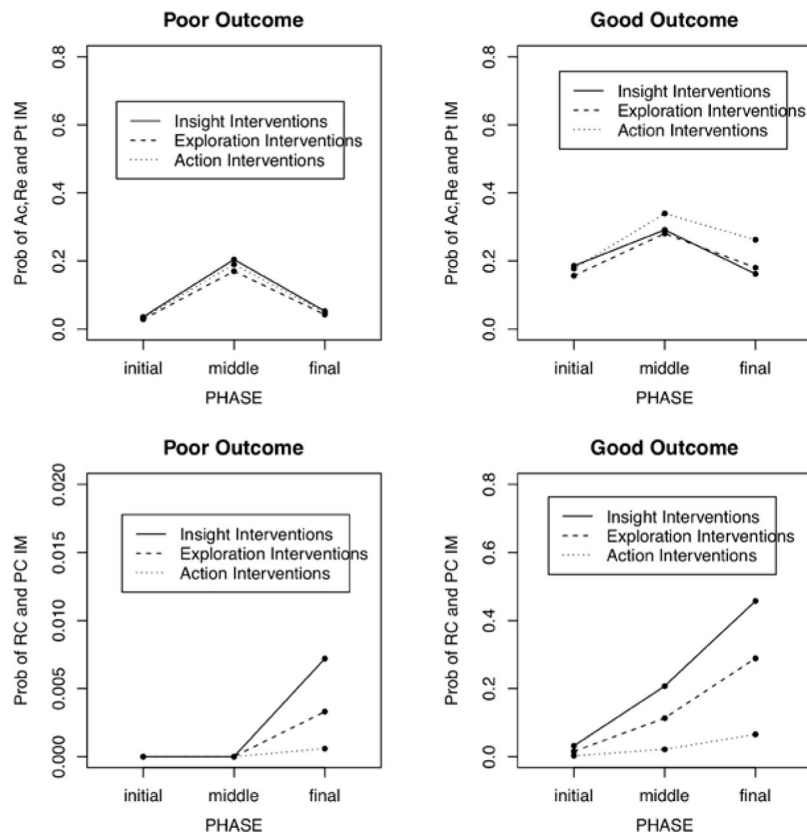 Poor Outcome
Prob of Ac,Re and Pt IM
0.8
0.6
0.4
0.2
0.0
Insight Interventions
Exploration Interventions
Action Interventions
initial middle final
PHASE
Good Outcome
Prob of Ac,Re and Pt IM
0.8
0.6
0.4
0.2
0.0
Insight Interventions
Exploration Interventions
Action Interventions
initial middle final
PHASE
Poor Outcome
Prob of RC and PC IM
0.020
0.015
0.010
0.005
0.000
Insight Interventions
Exploration Interventions
Action Interventions
initial middle final
PHASE
Good Outcome
Prob of RC and PC IM
0.8
0.6
0.4
0.2
0.0
Insight Interventions
Exploration Interventions
Action Interventions
initial middle final
PHASE